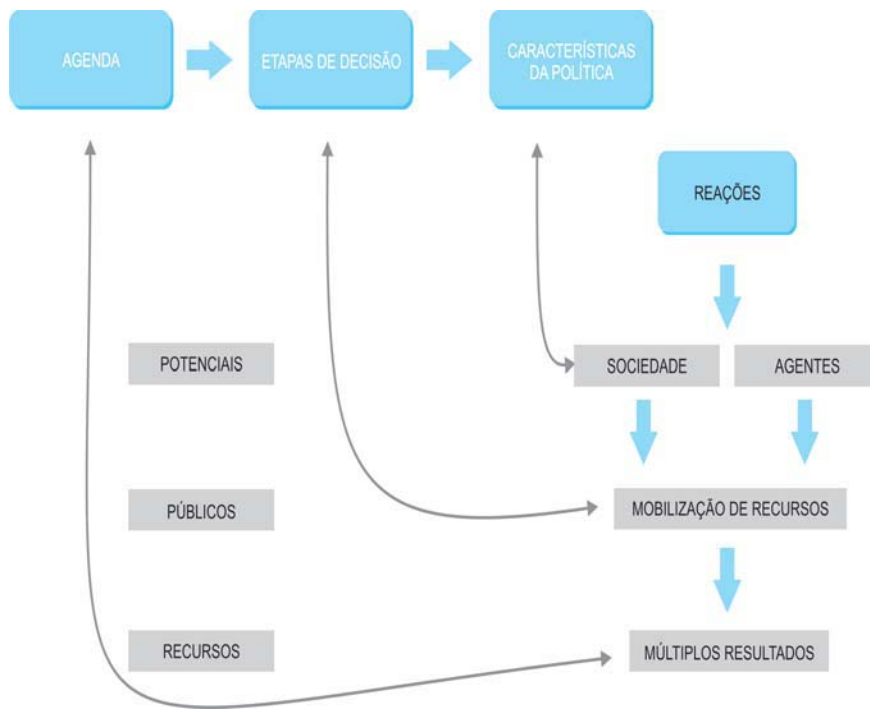 AGENDA
ETAPAS DE DECISÃO
CARACTERÍSTICAS
DA POLÍTICA
REAÇÕES
POTENCIAIS
SOCIEDADE
AGENTES
PÚBLICOS
MOBILIZAÇÃO DE RECURSOS
RECURSOS
MÚLTIPLOS RESULTADOS